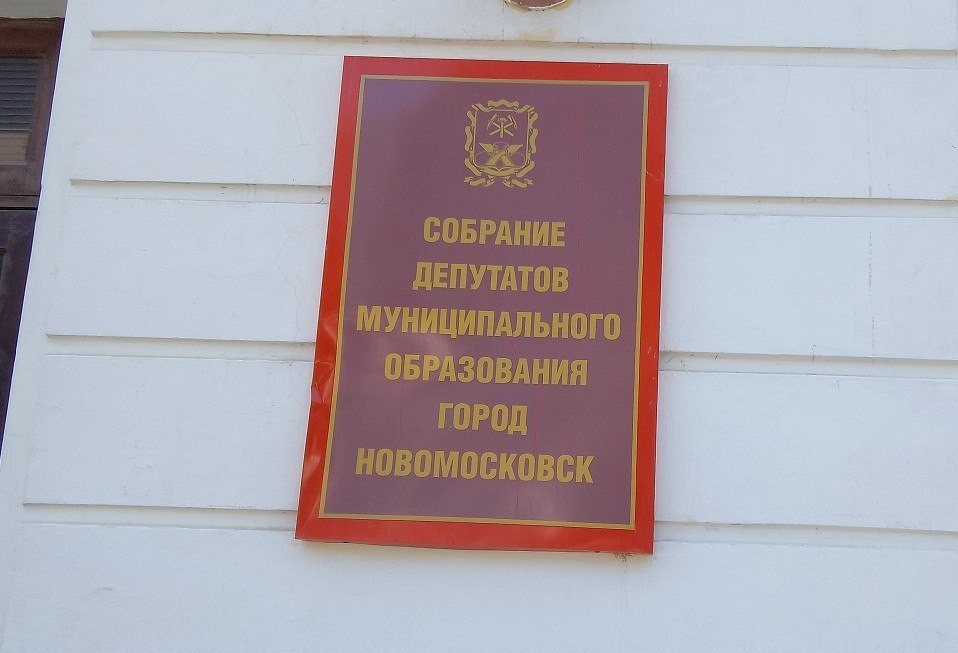 СОБРАНИЕ
ДЕПУТАТОВ
МУНИЦИПАЛЬНОГО
ОБРАЗОВАНИЯ
ГОРОД
НОВОМОСКОВСК